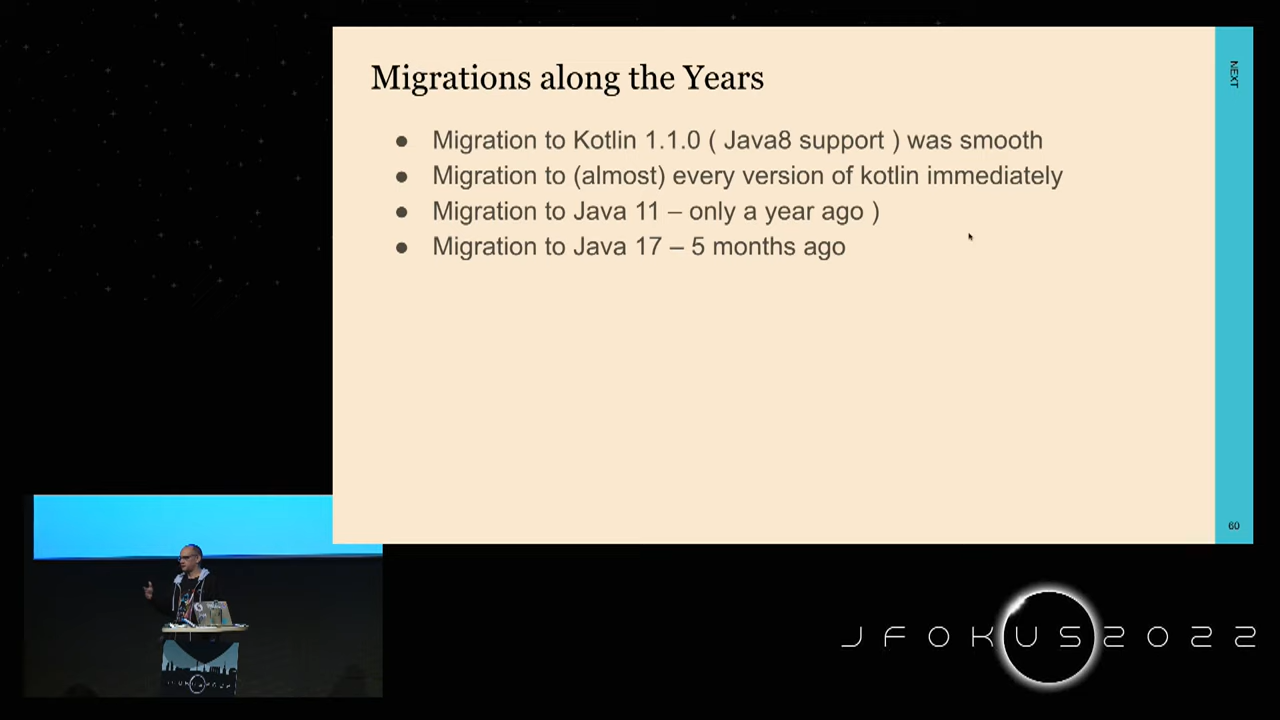 Migrations along the Years
● Migration to Kotlin 1.1.0 ( Java8 support ) was smooth
● Migration to (almost) every version of kotlin immediately
● Migration to Java 11 – only a year ago )
● Migration to Java 17 – 5 months ago
NEXT
60
JFOKUS2022